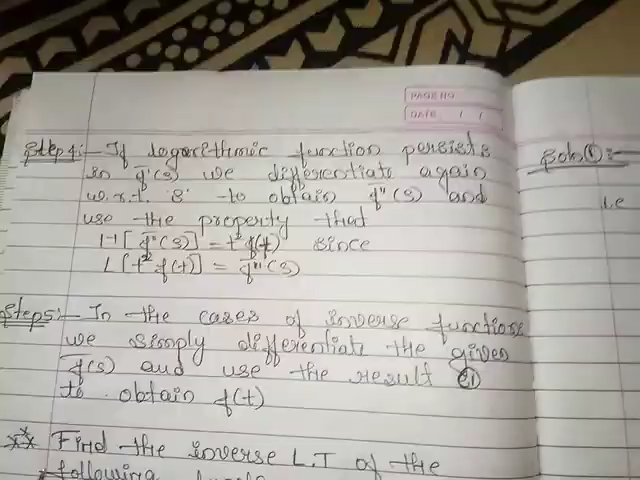 PAGE NO
DATE: / /
Step 4:- If logarithmic function persists
in f'(s) we differentiate again
w.r.t. 's' to obtain f''(s) and
use the property that
L-1[f''(s)] = t² f(t) since
L[t² f(t)] = f''(s)
Step 5:- In the cases of inverse functions
we simply differentiate the given
f(s) and use the result ①
to obtain f(t)
** Find the inverse L.T of the
following
Soln ①:-
i.e